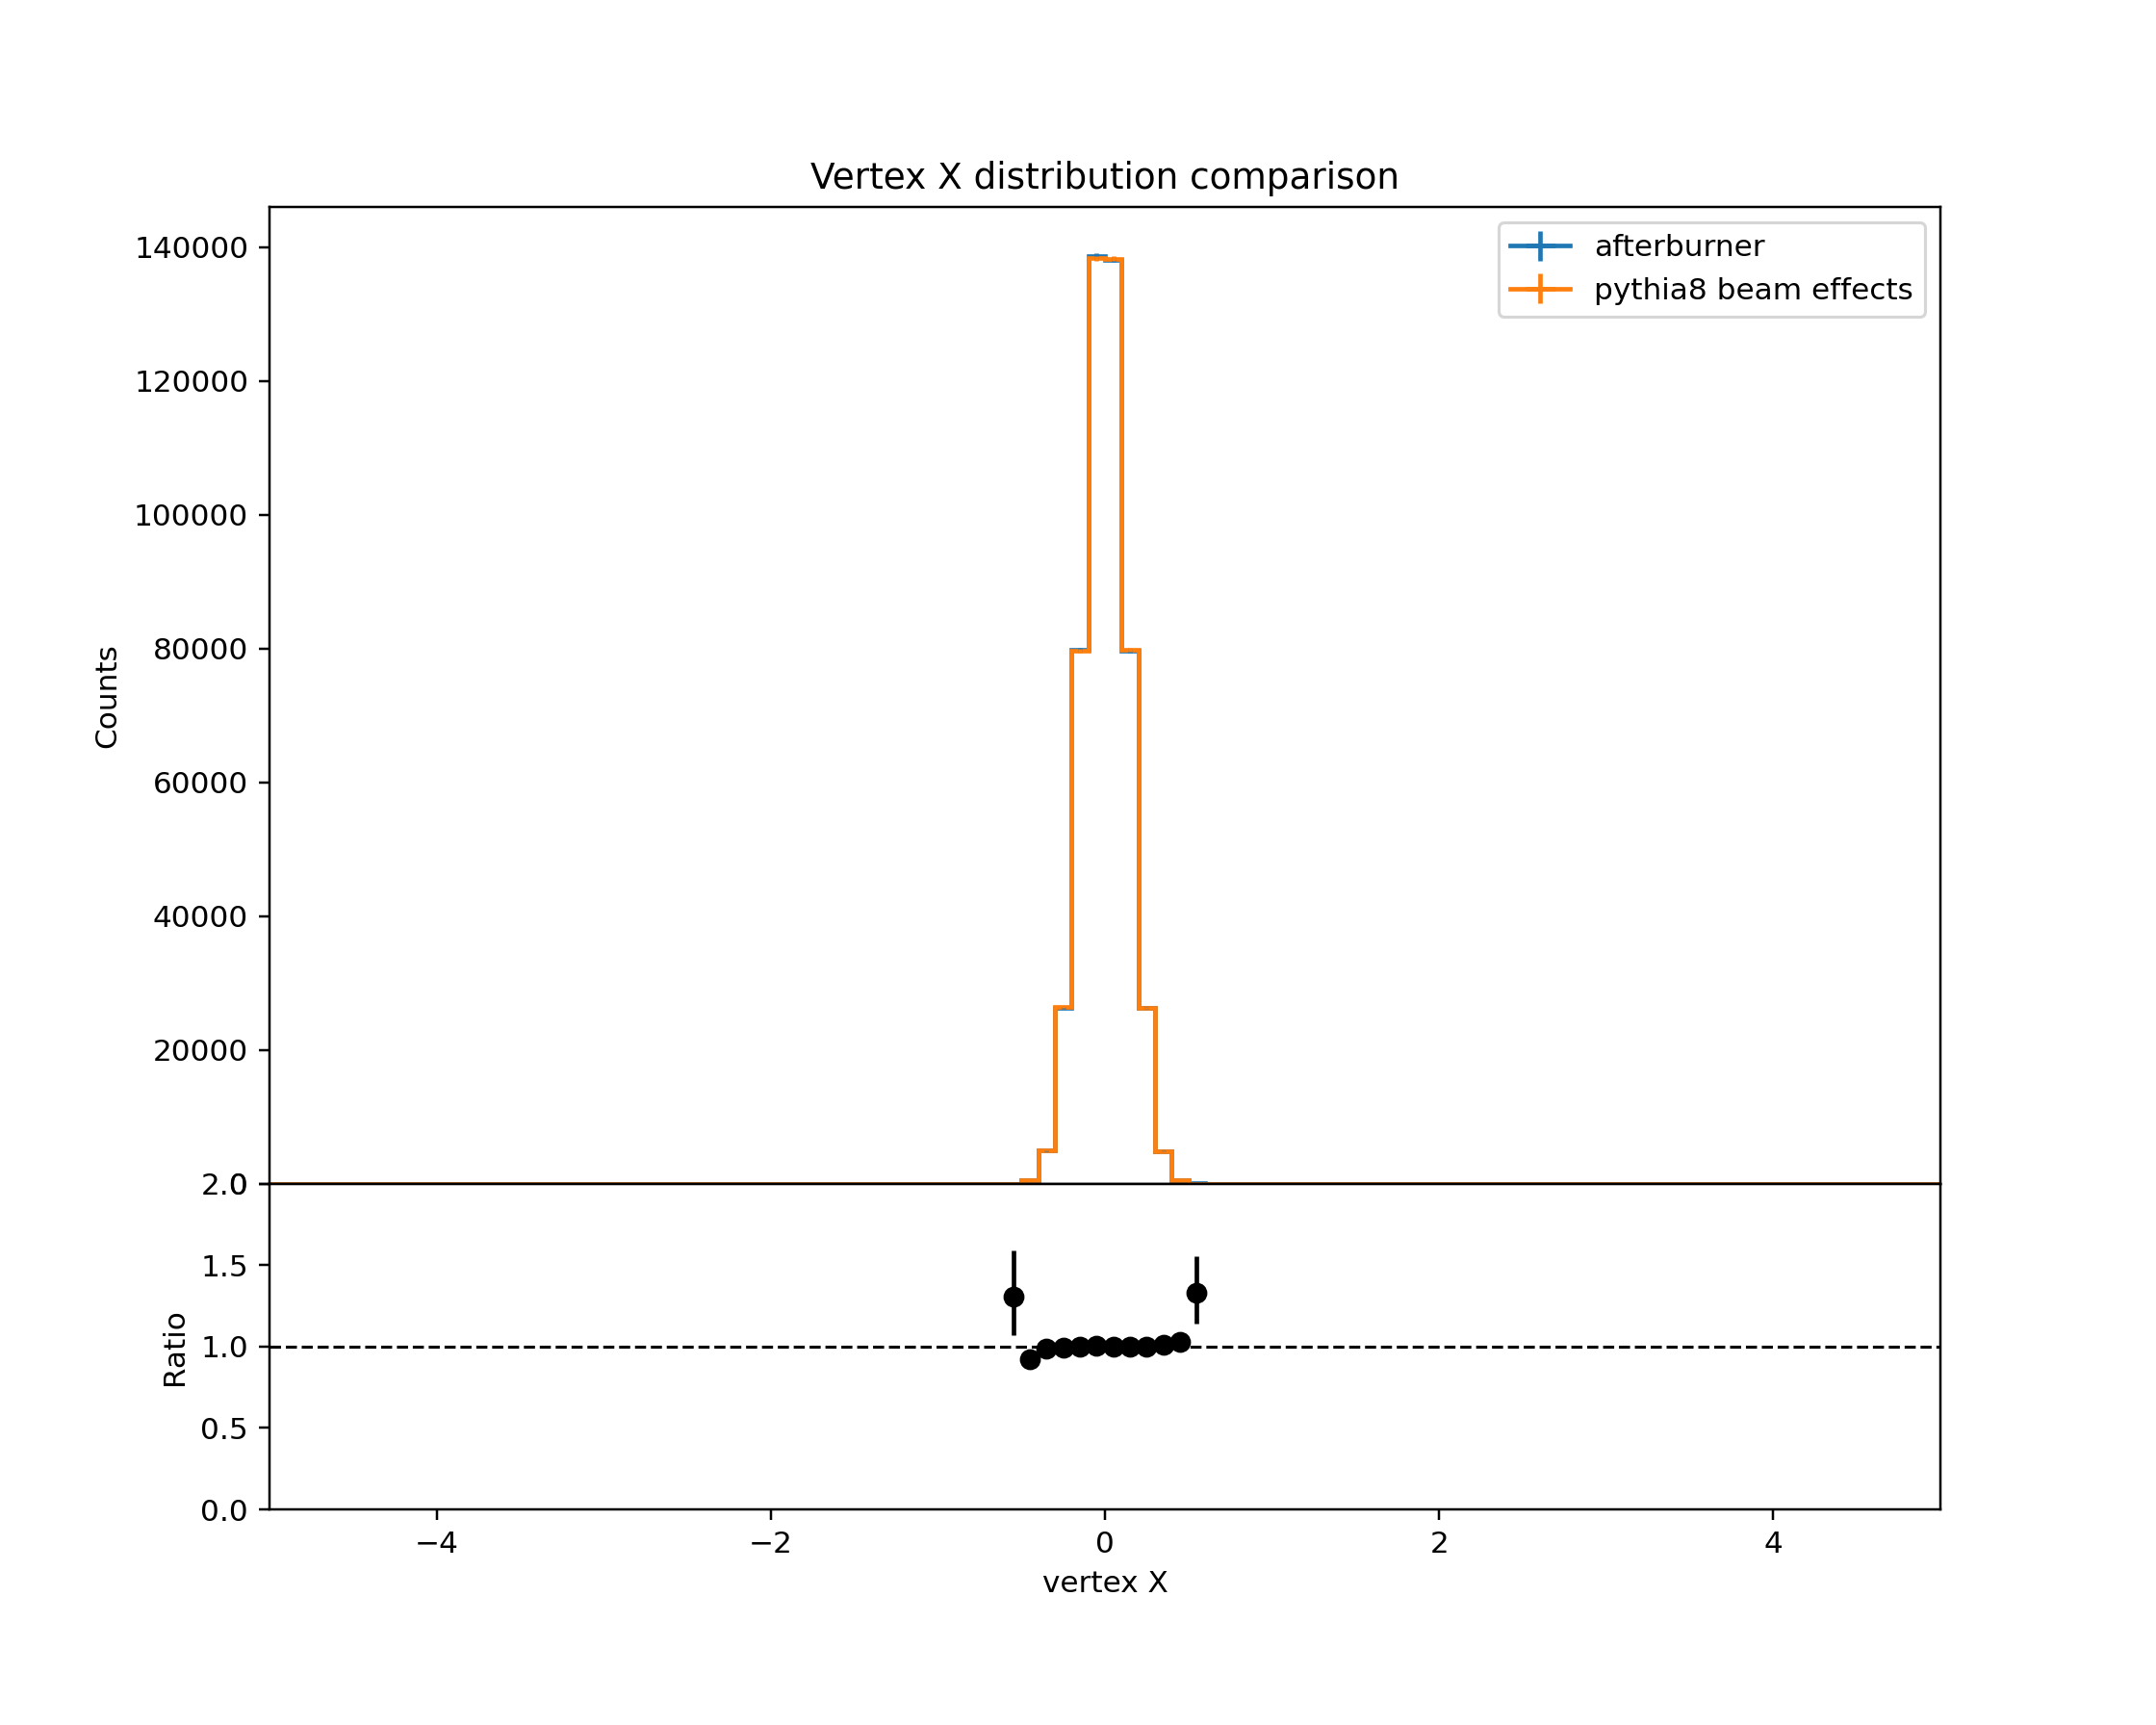 Vertex X distribution comparison
afterburner
pythia8 beam effects
140000
120000
100000
80000
60000
40000
20000
Counts
2.0
1.5
1.0
0.5
0.0
Ratio
−4
−2
0
2
4
vertex X